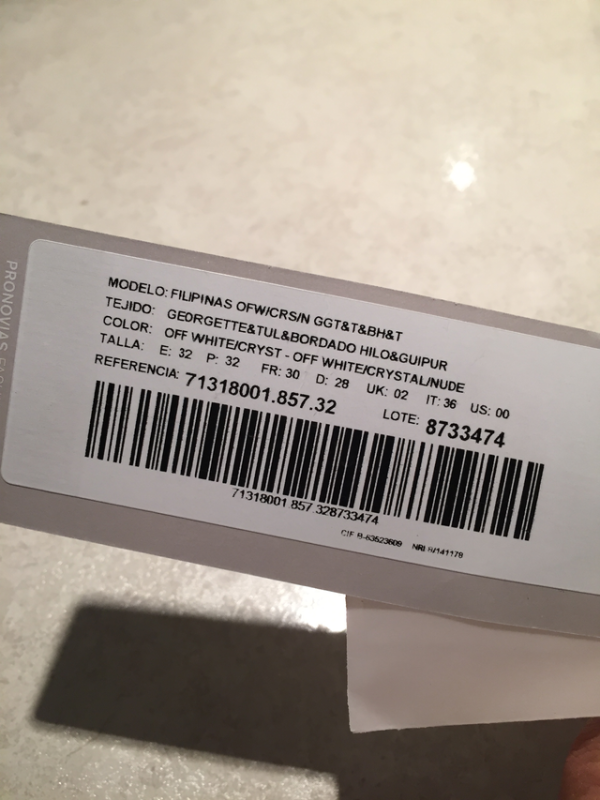 MODELO: FILIPINAS OFW/CRS/N GGT&T&BH&T
TEJIDO: GEORGETTE&TUL&BORDADO HILO&GUIPUR
COLOR: OFF WHITE/CRYST - OFF WHITE/CRYSTAL/NUDE
TALLA: E: 32 P: 32 FR: 30 D: 28 UK: 02 IT: 36 US: 00
REFERENCIA: 71318001.857.32 LOTE: 8733474
71318001.857.328733474
CIF B-63523609
PRONOVIAS